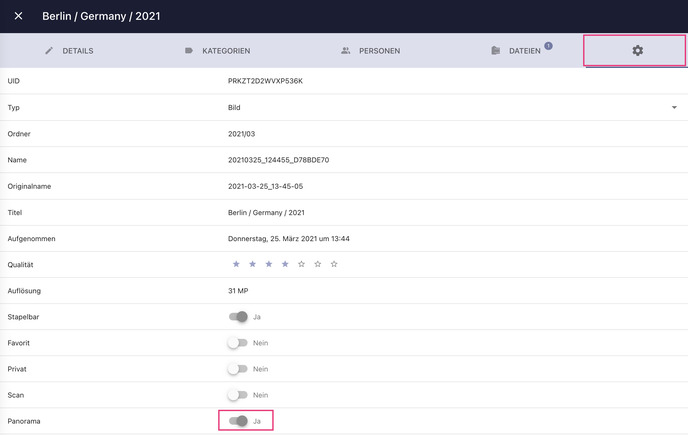 Berlin / Germany / 2021
DETAILS KATEGORIEN PERSONEN DATEIEN 1
UID PRKZT2D2WVXP536K
Typ Bild
Ordner 2021/03
Name 20210325_124455_D78BDE70
Originalname 2021-03-25_13-45-05
Titel Berlin / Germany / 2021
Aufgenommen Donnerstag, 25. März 2021 um 13:44
Qualität
Auflösung 31 MP
Stapelbar Ja
Favorit Nein
Privat Nein
Scan Nein
Panorama Ja